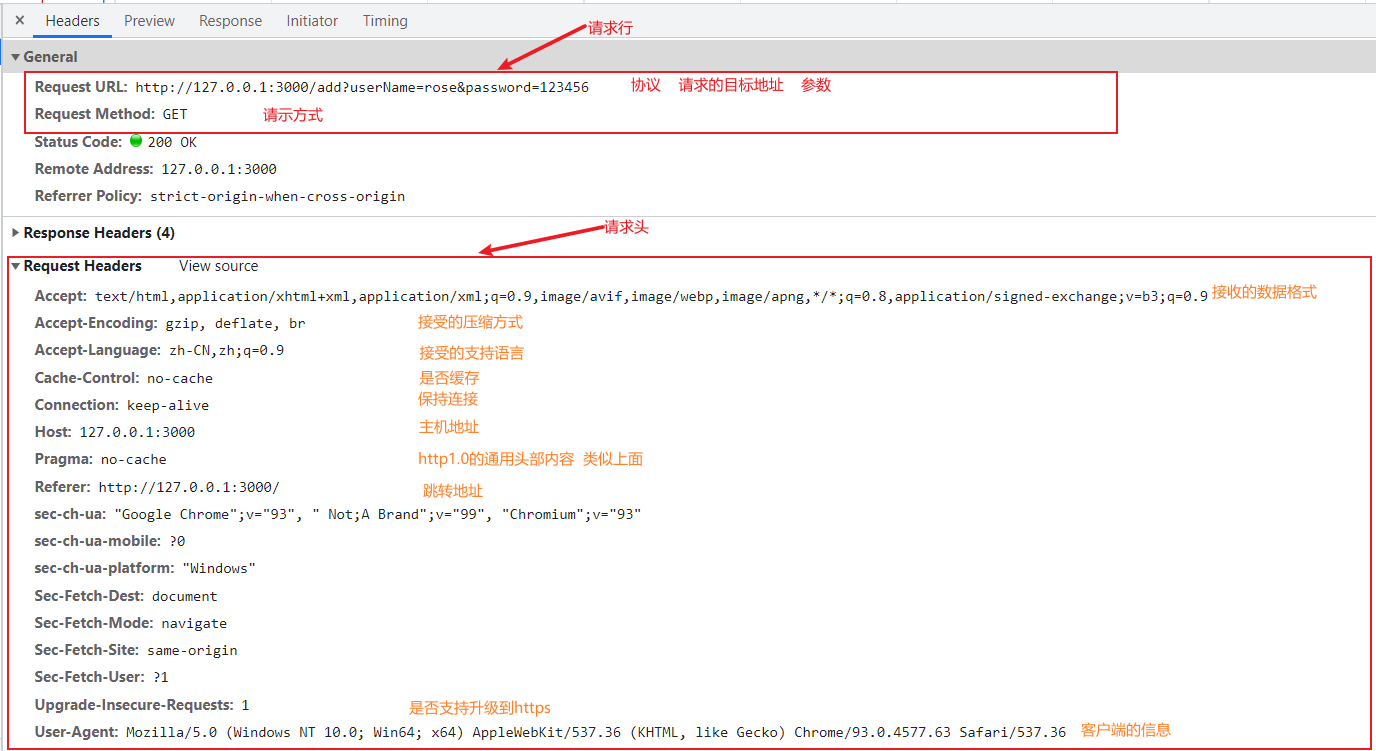 × Headers Preview Response Initiator Timing
请求行
▼ General
Request URL: http://127.0.0.1:3000/add?userName=rose&password=123456 协议 请求的目标地址 参数
Request Method: GET 请示方式
Status Code: 200 OK
Remote Address: 127.0.0.1:3000
Referrer Policy: strict-origin-when-cross-origin
请求头
Response Headers (4)
▼ Request Headers View source
Accept: text/html,application/xhtml+xml,application/xml;q=0.9,image/avif,image/webp,image/apng,*/*;q=0.8,application/signed-exchange;v=b3;q=0.9 接收的数据格式
Accept-Encoding: gzip, deflate, br 接受的压缩方式
Accept-Language: zh-CN,zh;q=0.9 接受的支持语言
Cache-Control: no-cache 是否缓存
Connection: keep-alive 保持连接
Host: 127.0.0.1:3000 主机地址
Pragma: no-cache http1.0的通用头部内容 类似上面
Referer: http://127.0.0.1:3000/ 跳转地址
sec-ch-ua: "Google Chrome";v="93", " Not;A Brand";v="99", "Chromium";v="93"
sec-ch-ua-mobile: ?0
sec-ch-ua-platform: "Windows"
Sec-Fetch-Dest: document
Sec-Fetch-Mode: navigate
Sec-Fetch-Site: same-origin
Sec-Fetch-User: ?1
Upgrade-Insecure-Requests: 1 是否支持升级到https
User-Agent: Mozilla/5.0 (Windows NT 10.0; Win64; x64) AppleWebKit/537.36 (KHTML, like Gecko) Chrome/93.0.4577.63 Safari/537.36 客户端的信息